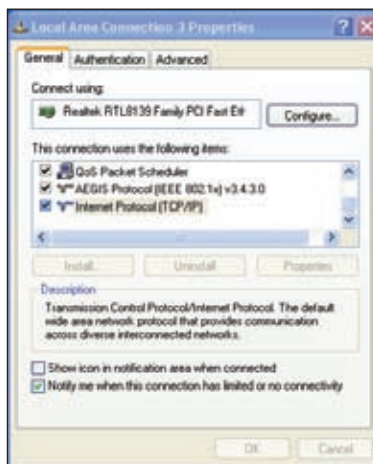 Local Area Connection 3 Properties
General Authentication Advanced
Connect using:
Realtek RTL8139 Family PCI Fast Eth
Configure...
This connection uses the following items:
QoS Packet Scheduler
AEGIS Protocol (IEEE 802.1x) v3.4.3.0
Internet Protocol (TCP/IP)
Install... Uninstall Properties
Description
Transmission Control Protocol/Internet Protocol. The default
wide area network protocol that provides communication
across diverse interconnected networks.
Show icon in notification area when connected
Notify me when this connection has limited or no connectivity
OK Cancel